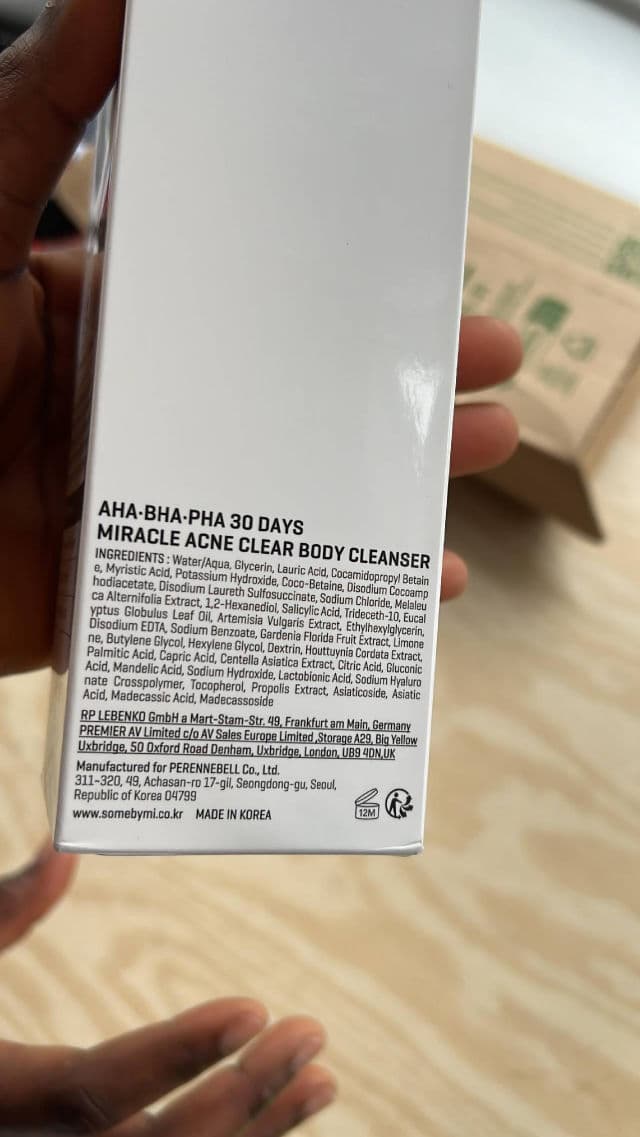 AHA·BHA·PHA 30 DAYS
MIRACLE ACNE CLEAR BODY CLEANSER
INGREDIENTS : Water/Aqua, Glycerin, Lauric Acid, Cocamidopropyl Betain
e, Myristic Acid, Potassium Hydroxide, Coco-Betaine, Disodium Cocoamp
hodiacetate, Disodium Laureth Sulfosuccinate, Sodium Chloride, Melaleu
ca Alternifolia Extract, 1,2-Hexanediol, Salicylic Acid, Trideceth-10, Eucal
yptus Globulus Leaf Oil, Artemisia Vulgaris Extract, Ethylhexylglycerin,
Disodium EDTA, Sodium Benzoate, Gardenia Florida Fruit Extract, Limone
ne, Butylene Glycol, Hexylene Glycol, Dextrin, Houttuynia Cordata Extract,
Palmitic Acid, Capric Acid, Centella Asiatica Extract, Citric Acid, Gluconic
Acid, Mandelic Acid, Sodium Hydroxide, Lactobionic Acid, Sodium Hyaluro
nate Crosspolymer, Tocopherol, Propolis Extract, Asiaticoside, Asiatic
Acid, Madecassic Acid, Madecassoside
RP LEBENKO GmbH a Mart-Stam-Str. 49, Frankfurt am Main, Germany
PREMIER AV Limited c/o AV Sales Europe Limited ,Storage A29, Big Yellow
Uxbridge, 50 Oxford Road Denham, Uxbridge, London, UB9 4DN,UK
Manufactured for PERENNEBELL Co., Ltd.
311-320, 49, Achasan-ro 17-gil, Seongdong-gu, Seoul,
Republic of Korea 04799
www.somebymi.co.kr MADE IN KOREA
12M